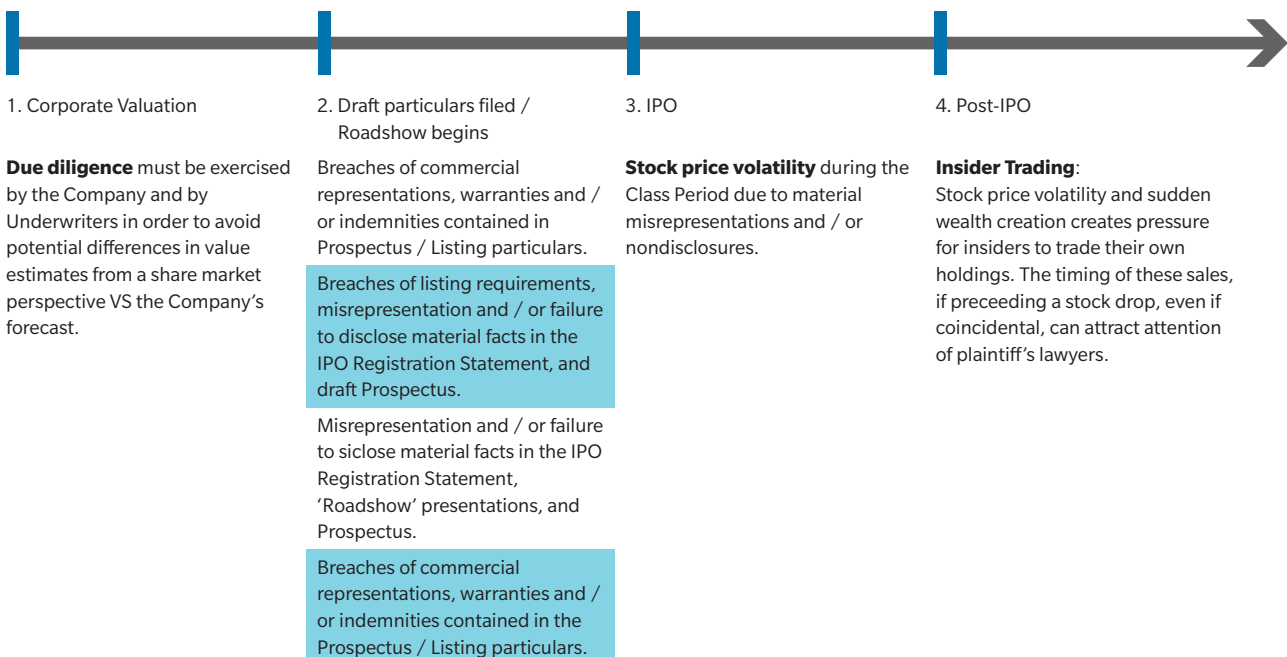 1. Corporate Valuation
Due diligence must be exercised
by the Company and by
Underwriters in order to avoid
potential differences in value
estimates from a share market
perspective VS the Company’s
forecast.
2. Draft particulars filed /
Roadshow begins
Breaches of commercial
representations, warranties and /
or indemnities contained in
Prospectus / Listing particulars.
Breaches of listing requirements,
misrepresentation and / or failure
to disclose material facts in the
IPO Registration Statement, and
draft Prospectus.
Misrepresentation and / or failure
to siclose material facts in the IPO
Registration Statement,
‘Roadshow’ presentations, and
Prospectus.
Breaches of commercial
representations, warranties and /
or indemnities contained in the
Prospectus / Listing particulars.
3. IPO
Stock price volatility during the
Class Period due to material
misrepresentations and / or
nondisclosures.
4. Post-IPO
Insider Trading:
Stock price volatility and sudden
wealth creation creates pressure
for insiders to trade their own
holdings. The timing of these sales,
if preceeding a stock drop, even if
coincidental, can attract attention
of plaintiff’s lawyers.